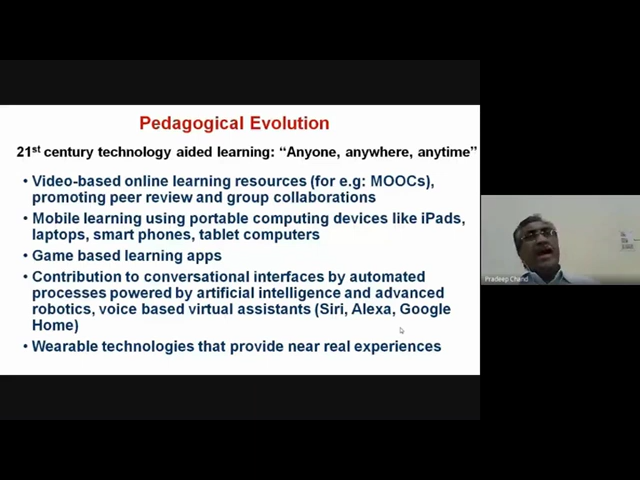 Pedagogical Evolution
21st century technology aided learning: “Anyone, anywhere, anytime”
• Video-based online learning resources (for e.g: MOOCs),
promoting peer review and group collaborations
• Mobile learning using portable computing devices like iPads,
laptops, smart phones, tablet computers
• Game based learning apps
• Contribution to conversational interfaces by automated
processes powered by artificial intelligence and advanced
robotics, voice based virtual assistants (Siri, Alexa, Google
Home)
• Wearable technologies that provide near real experiences
Pradeep Chand